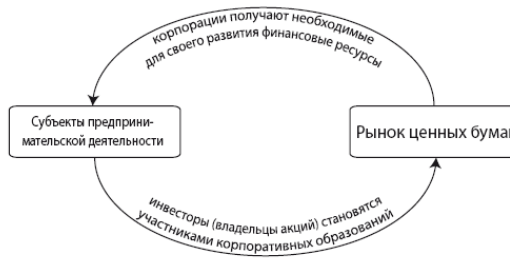 корпорации получают необходимые
для своего развития финансовые ресурсы
Субъекты предприни-
мательской деятельности
Рынок ценных бумаг
инвесторы (владельцы акций) становятся
участниками корпоративных образований